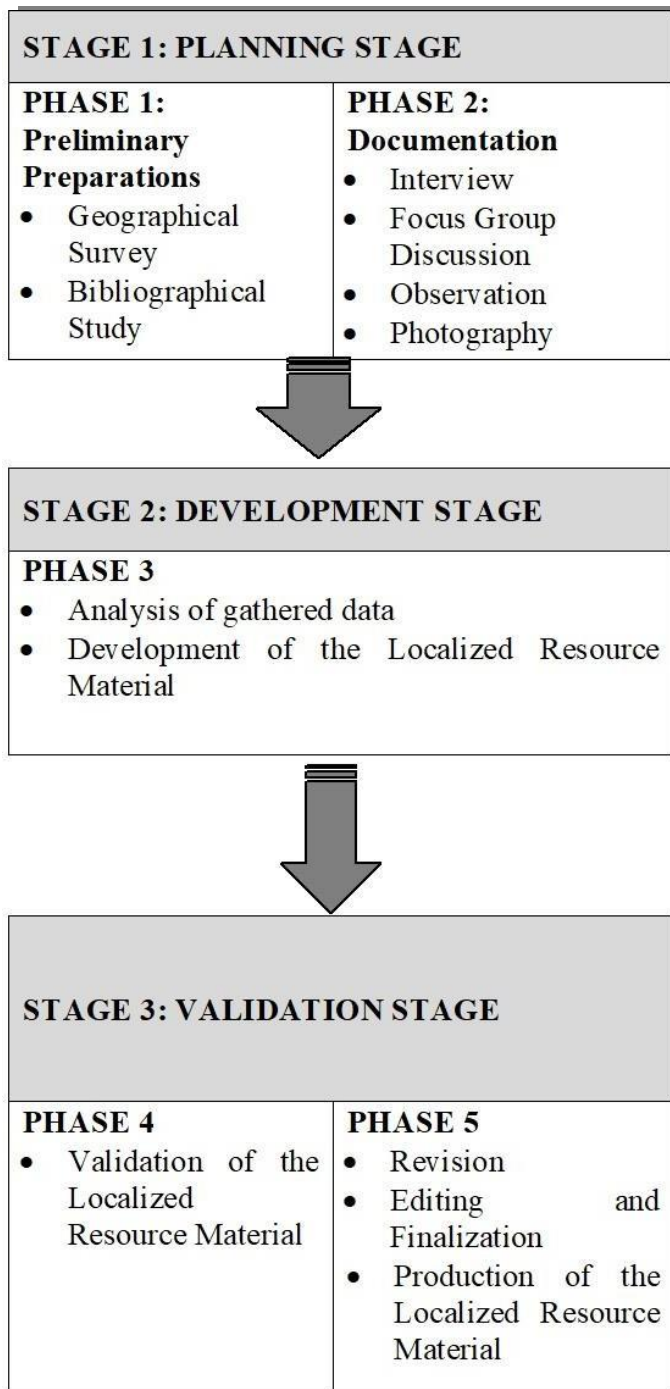 STAGE 1: PLANNING STAGE
PHASE 1:
Preliminary
Preparations
• Geographical
Survey
• Bibliographical
Study
PHASE 2:
Documentation
• Interview
• Focus Group
Discussion
• Observation
• Photography
STAGE 2: DEVELOPMENT STAGE
PHASE 3
• Analysis of gathered data
• Development of the Localized Resource
Material
STAGE 3: VALIDATION STAGE
PHASE 4
• Validation of the
Localized
Resource Material
PHASE 5
• Revision
• Editing and
Finalization
• Production of the
Localized Resource
Material